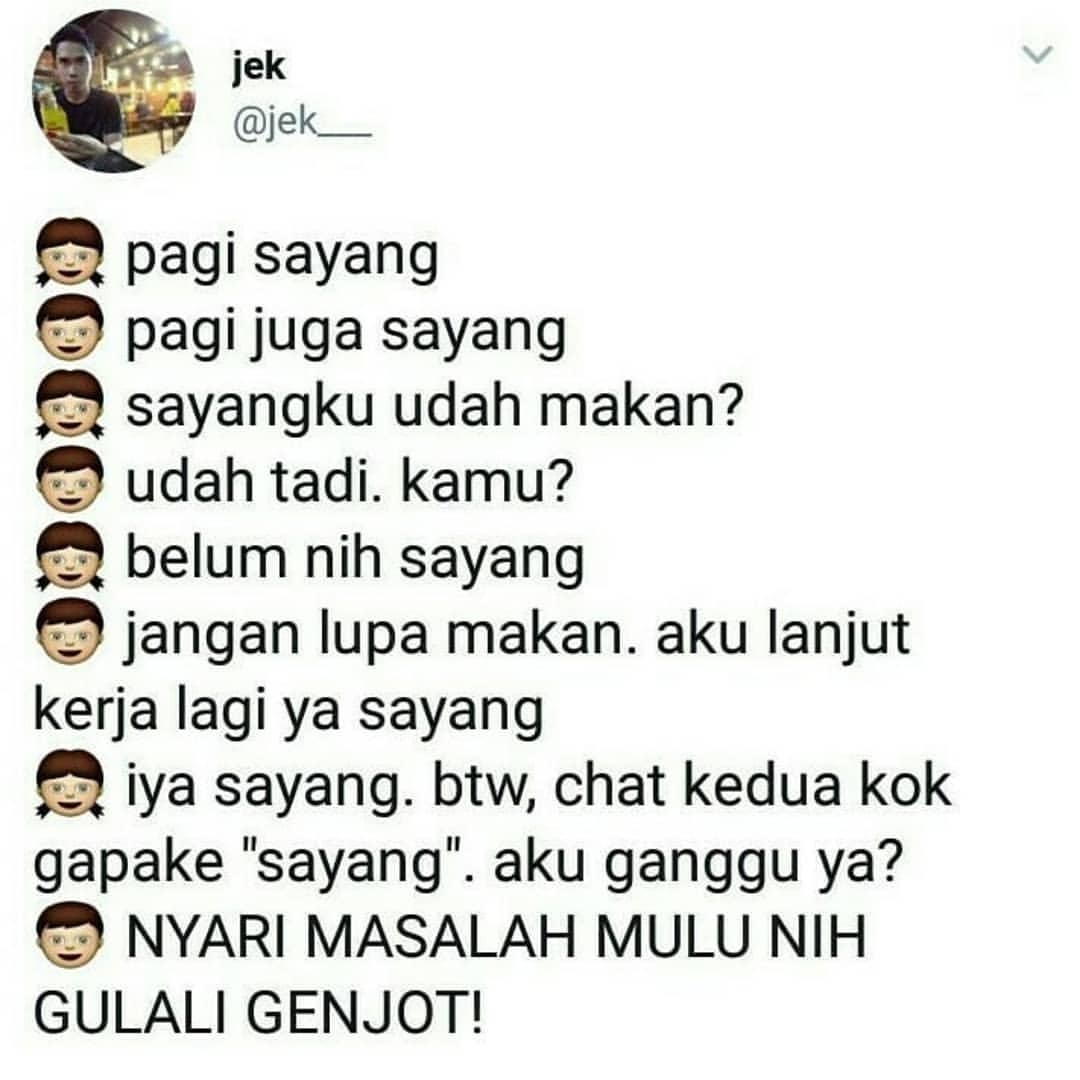 jek
@jek___
👧 pagi sayang
👦 pagi juga sayang
👧 sayangku udah makan?
👦 udah tadi. kamu?
👧 belum nih sayang
👦 jangan lupa makan. aku lanjut
kerja lagi ya sayang
👧 iya sayang. btw, chat kedua kok
gapake "sayang". aku ganggu ya?
👦 NYARI MASALAH MULU NIH
GULALI GENJOT!